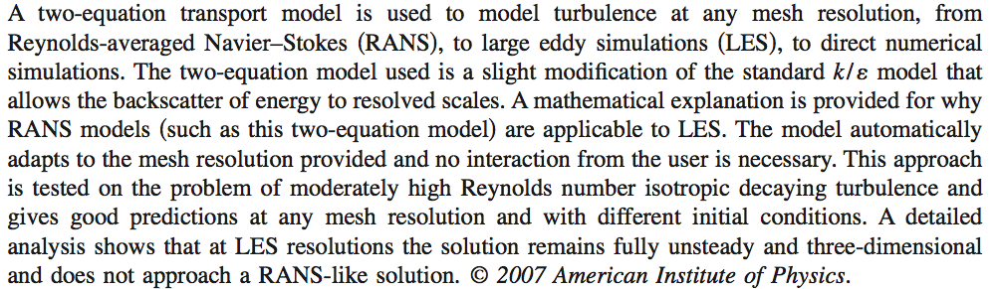 A two-equation transport model is used to model turbulence at any mesh resolution, from
Reynolds-averaged Navier–Stokes (RANS), to large eddy simulations (LES), to direct numerical
simulations. The two-equation model used is a slight modification of the standard k/ε model that
allows the backscatter of energy to resolved scales. A mathematical explanation is provided for why
RANS models (such as this two-equation model) are applicable to LES. The model automatically
adapts to the mesh resolution provided and no interaction from the user is necessary. This approach
is tested on the problem of moderately high Reynolds number isotropic decaying turbulence and
gives good predictions at any mesh resolution and with different initial conditions. A detailed
analysis shows that at LES resolutions the solution remains fully unsteady and three-dimensional
and does not approach a RANS-like solution. © 2007 American Institute of Physics.